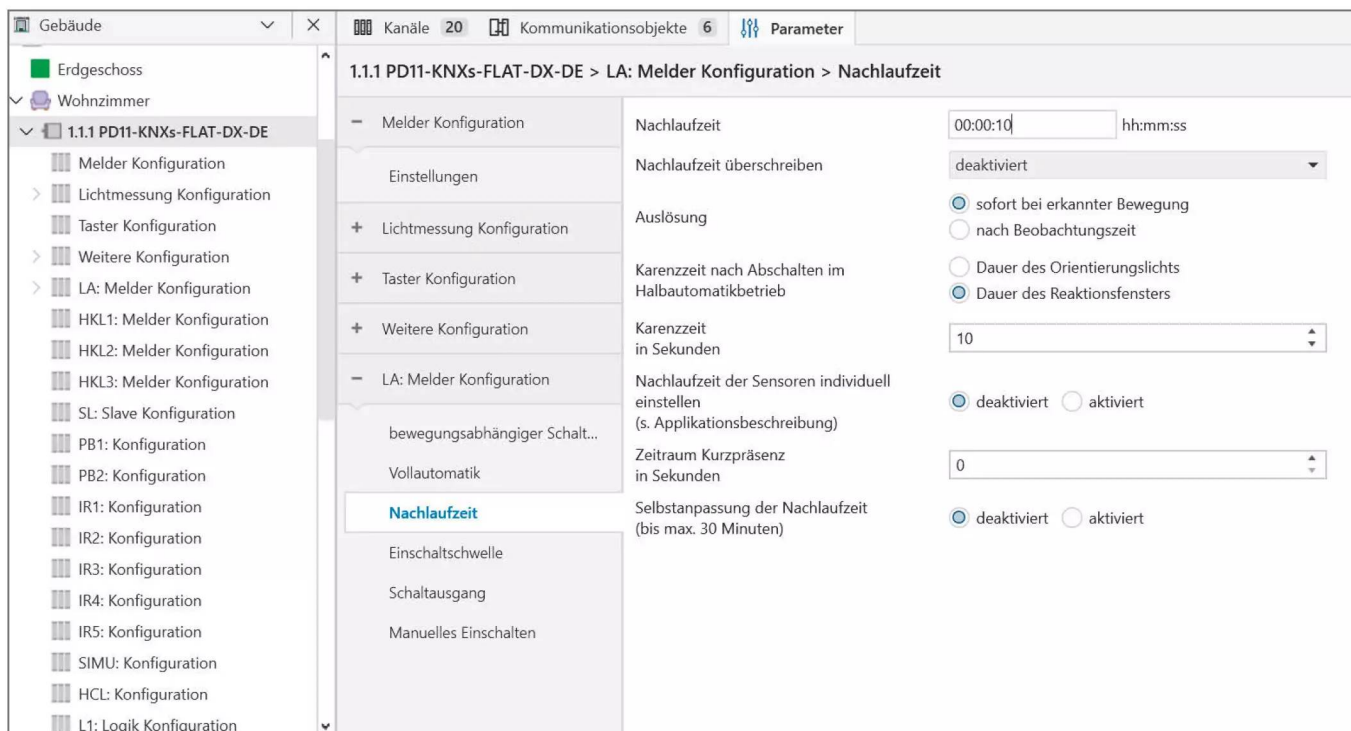 Gebäude
Kanäle 20 Kommunikationsobjekte 6 Parameter
Erdgeschoss
Wohnzimmer
1.1.1 PD11-KNXs-FLAT-DX-DE
Melder Konfiguration
Lichtmessung Konfiguration
Taster Konfiguration
Weitere Konfiguration
LA: Melder Konfiguration
HKL1: Melder Konfiguration
HKL2: Melder Konfiguration
HKL3: Melder Konfiguration
SL: Slave Konfiguration
PB1: Konfiguration
PB2: Konfiguration
IR1: Konfiguration
IR2: Konfiguration
IR3: Konfiguration
IR4: Konfiguration
IR5: Konfiguration
SIMU: Konfiguration
HCL: Konfiguration
L1: Logik Konfiguration
1.1.1 PD11-KNXs-FLAT-DX-DE > LA: Melder Konfiguration > Nachlaufzeit
− Melder Konfiguration
Einstellungen
+ Lichtmessung Konfiguration
+ Taster Konfiguration
+ Weitere Konfiguration
− LA: Melder Konfiguration
bewegungsabhängiger Schalt...
Vollautomatik
Nachlaufzeit
Einschaltschwelle
Schaltausgang
Manuelles Einschalten
Nachlaufzeit 00:00:10 hh:mm:ss
Nachlaufzeit überschreiben deaktiviert
Auslösung
sofort bei erkannter Bewegung
nach Beobachtungszeit
Karenzzeit nach Abschalten im
Halbautomatikbetrieb
Dauer des Orientierungslichts
Dauer des Reaktionsfensters
Karenzzeit
in Sekunden
10
Nachlaufzeit der Sensoren individuell
einstellen
(s. Applikationsbeschreibung)
deaktiviert aktiviert
Zeitraum Kurzpräsenz
in Sekunden
0
Selbstanpassung der Nachlaufzeit
(bis max. 30 Minuten)
deaktiviert aktiviert